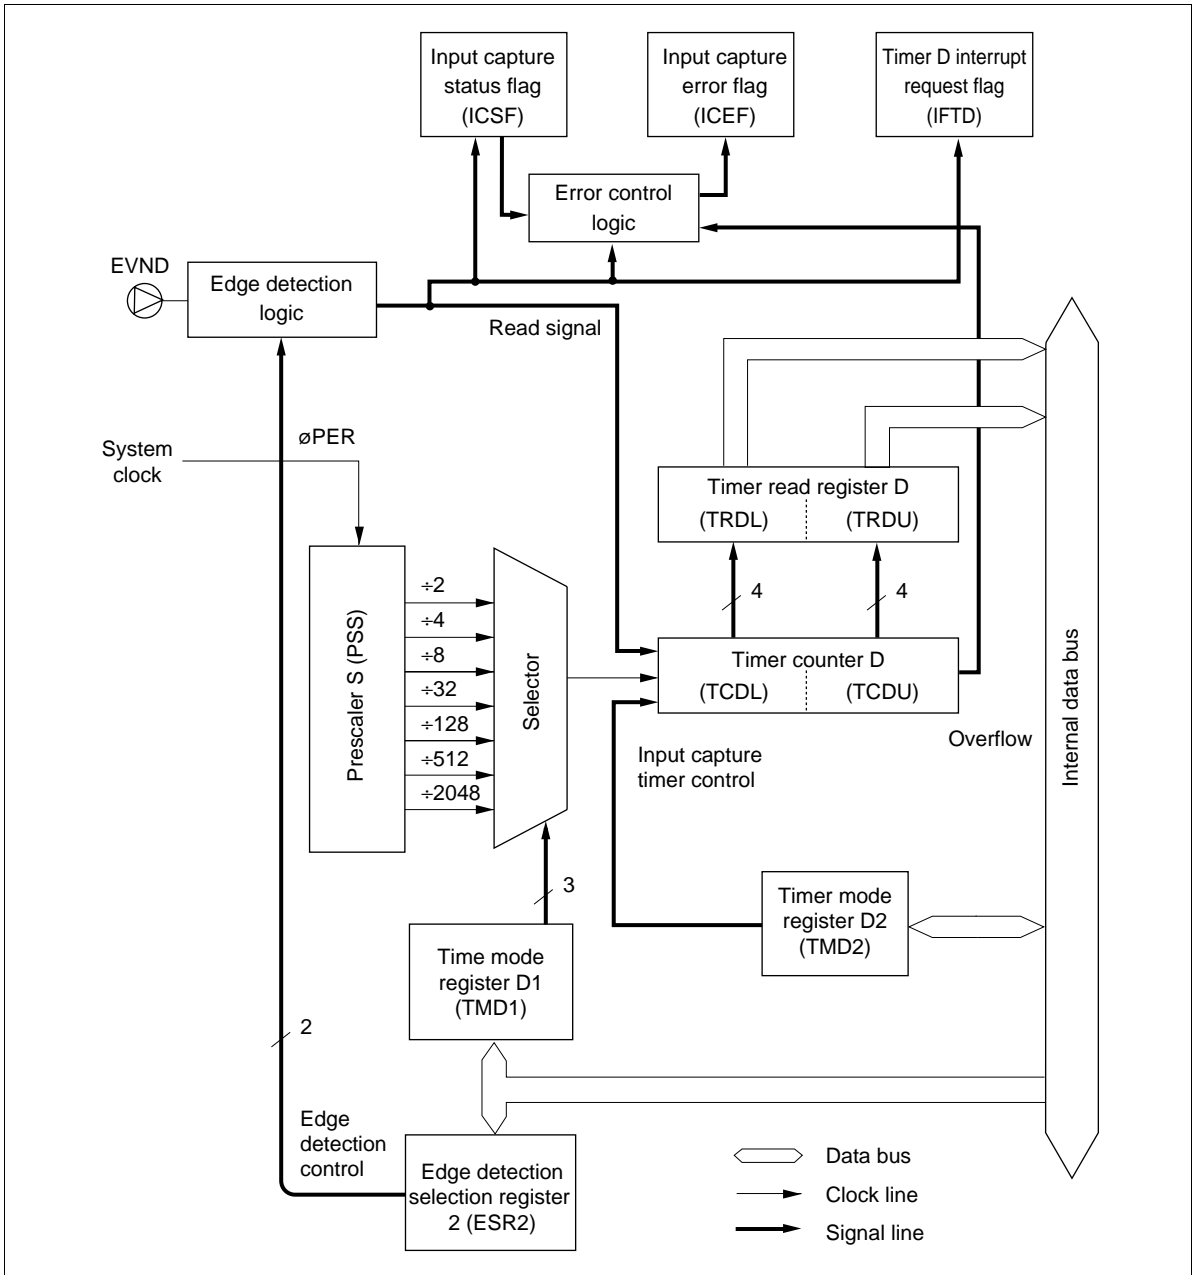 Input capture
status flag
(ICSF)
Input capture
error flag
(ICEF)
Timer D interrupt
request flag
(IFTD)
Error control
logic
EVND
Edge detection
logic
Read signal
System
clock
øPER
Timer read register D
(TRDL)
(TRDU)
4
4
Prescaler S (PSS)
÷2
÷4
÷8
÷32
÷128
÷512
÷2048
Selector
Timer counter D
(TCDL)
(TCDU)
Input capture
timer control
Overflow
Internal data bus
3
Time mode
register D1
(TMD1)
Timer mode
register D2
(TMD2)
2
Edge
detection
control
Edge detection
selection register
2 (ESR2)
Data bus
Clock line
Signal line